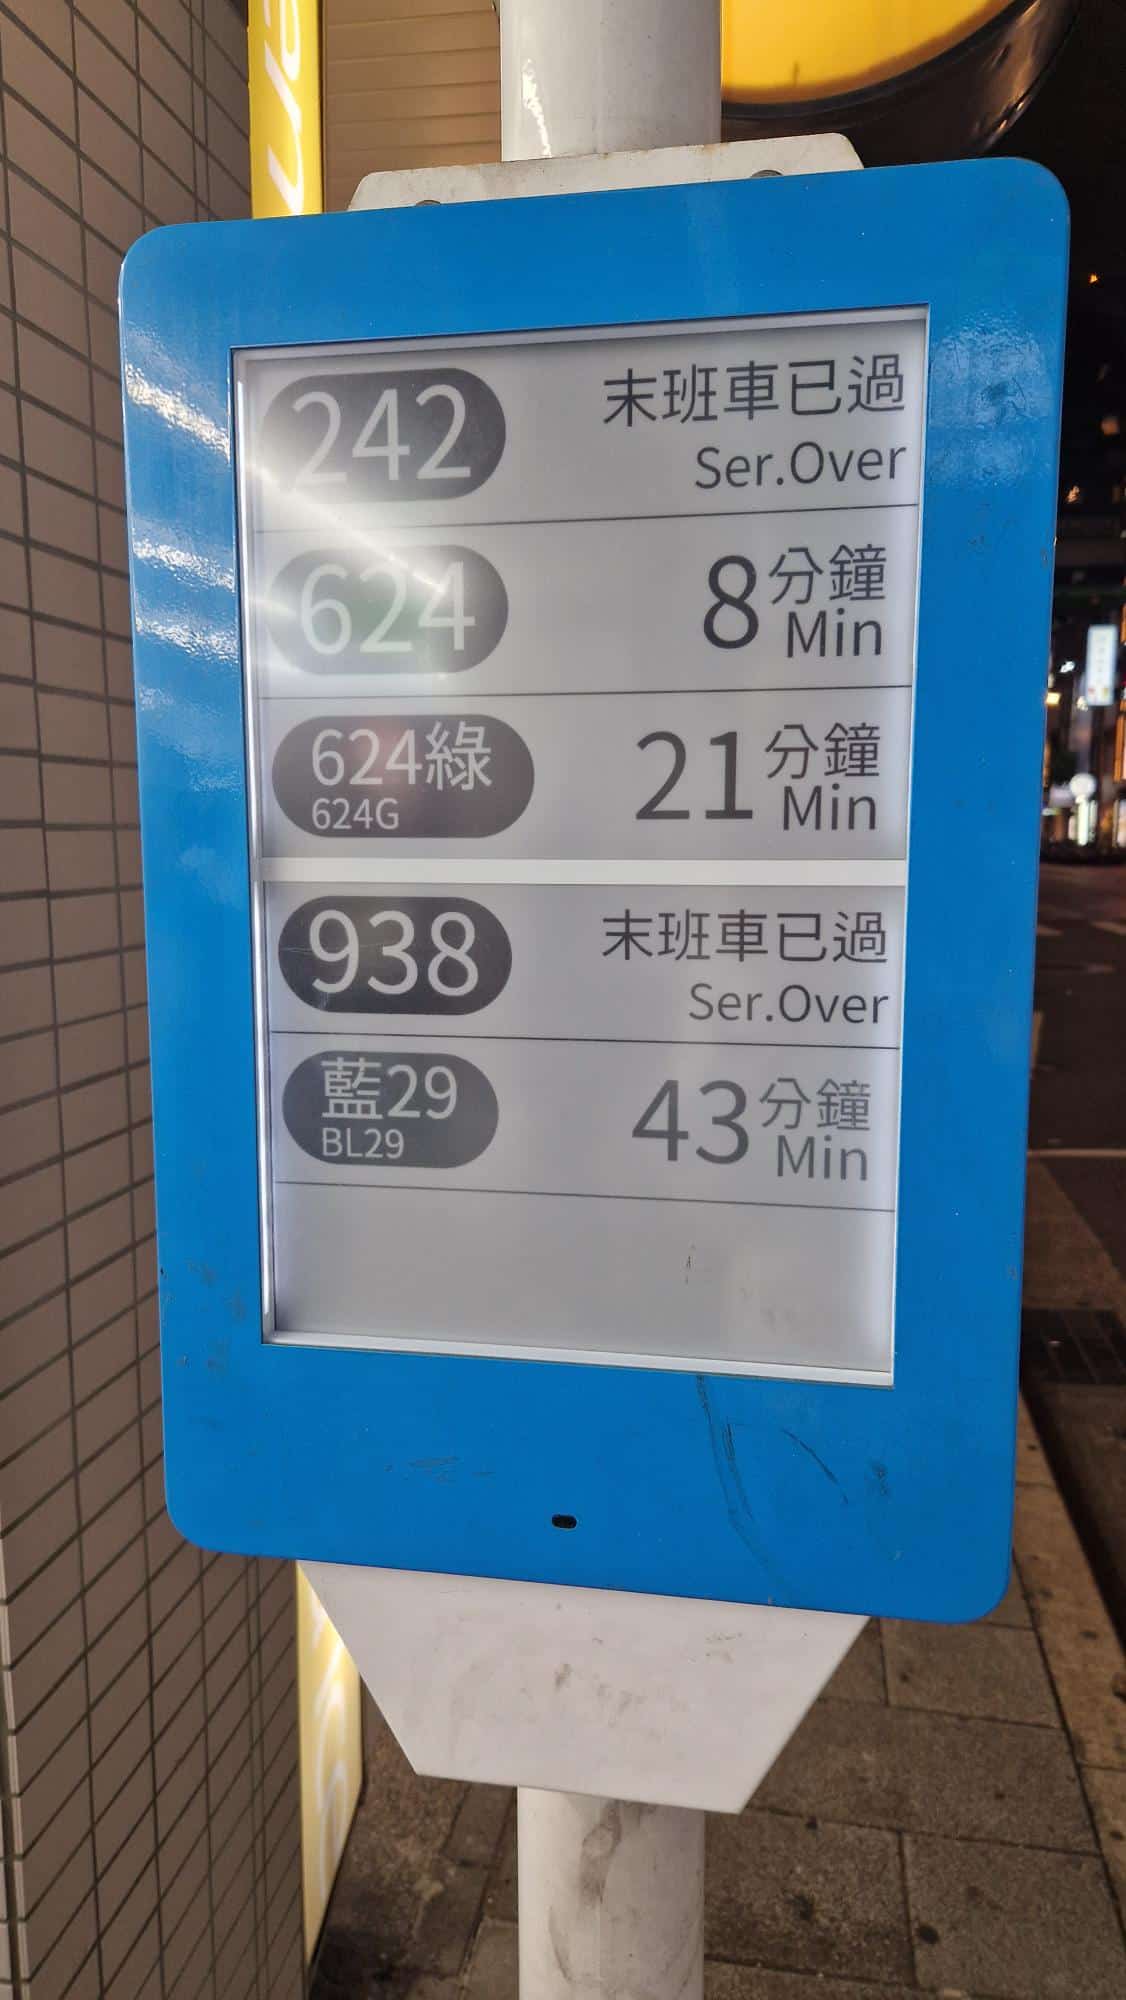 242 末班車已過
Ser.Over
624 8 分鐘
Min
624綠 21 分鐘
624G Min
938 末班車已過
Ser.Over
藍29 43 分鐘
BL29 Min